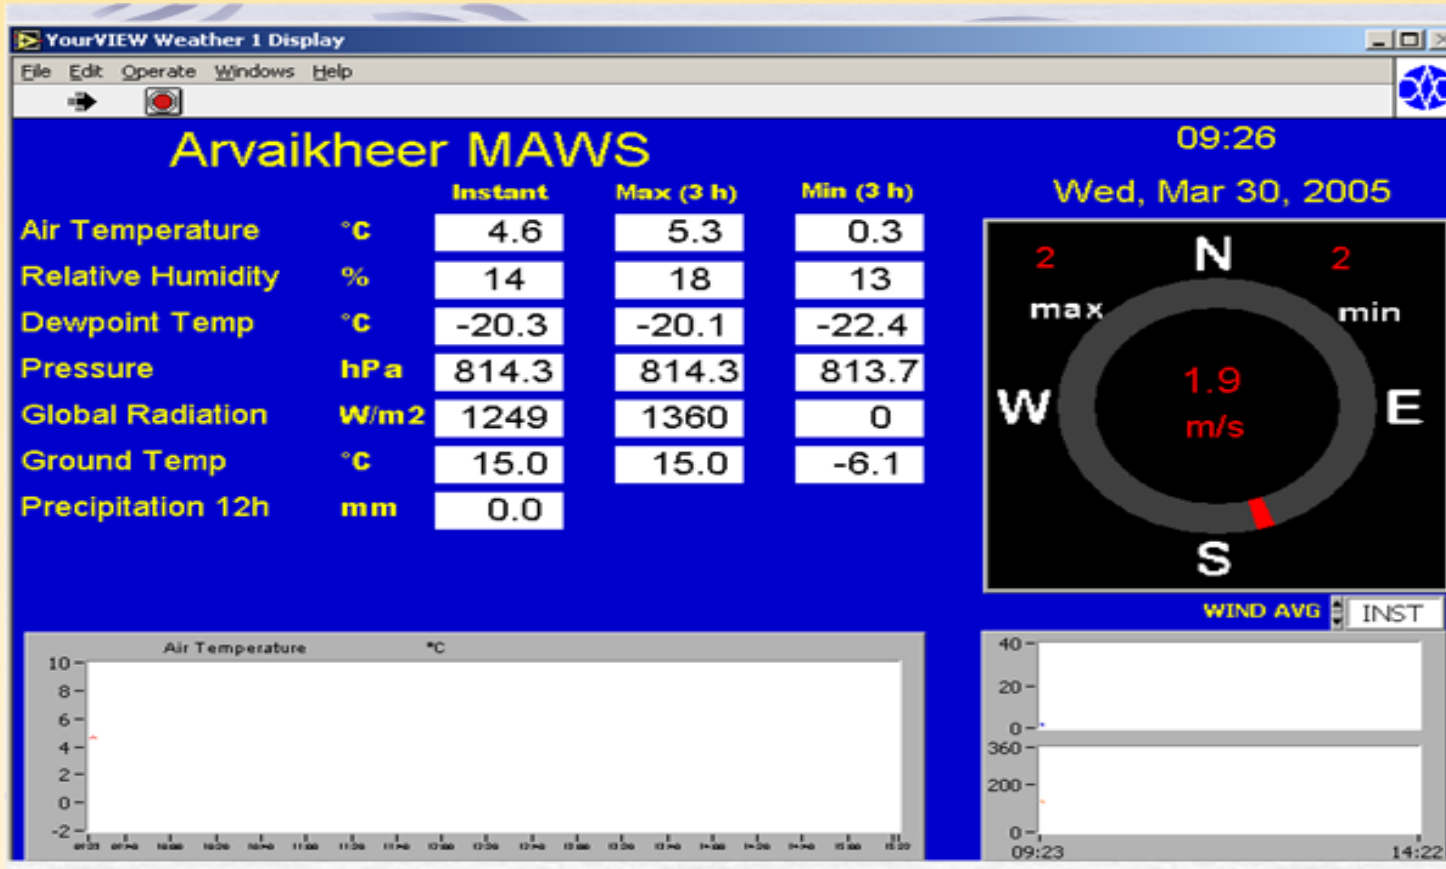 YourVIEW Weather 1 Display
File Edit Operate Windows Help
Arvaikheer MAWS
09:26
Wed, Mar 30, 2005
Instant Max (3 h) Min (3 h)
Air Temperature °C 4.6 5.3 0.3
Relative Humidity % 14 18 13
Dewpoint Temp °C -20.3 -20.1 -22.4
Pressure hPa 814.3 814.3 813.7
Global Radiation W/m2 1249 1360 0
Ground Temp °C 15.0 15.0 -6.1
Precipitation 12h mm 0.0
2 N 2
max min
1.9
W E
m/s
S
WIND AVG INST
Air Temperature °C
10
8
6
4
2
0
-2
40
20
0
360
200
0
09:23 14:22